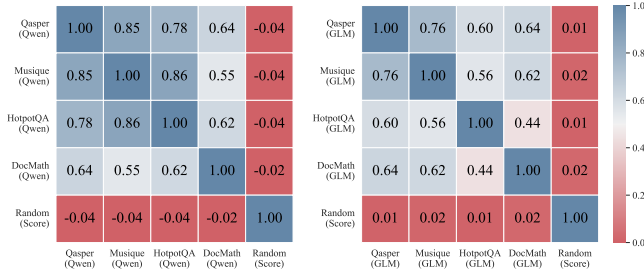 Qasper
(Qwen)
1.00 0.85 0.78 0.64 -0.04
Musique
(Qwen)
0.85 1.00 0.86 0.55 -0.04
HotpotQA
(Qwen)
0.78 0.86 1.00 0.62 -0.04
DocMath
(Qwen)
0.64 0.55 0.62 1.00 -0.02
Random
(Score)
-0.04 -0.04 -0.04 -0.02 1.00
Qasper Musique HotpotQA DocMath Random
(Qwen) (Qwen) (Qwen) (Qwen) (Score)
Qasper
(GLM)
1.00 0.76 0.60 0.64 0.01
Musique
(GLM)
0.76 1.00 0.56 0.62 0.02
HotpotQA
(GLM)
0.60 0.56 1.00 0.44 0.01
DocMath
(GLM)
0.64 0.62 0.44 1.00 0.02
Random
(Score)
0.01 0.02 0.01 0.02 1.00
Qasper Musique HotpotQA DocMath Random
(GLM) (GLM) (GLM) (GLM) (Score)
1.0
0.8
0.6
0.4
0.2
0.0